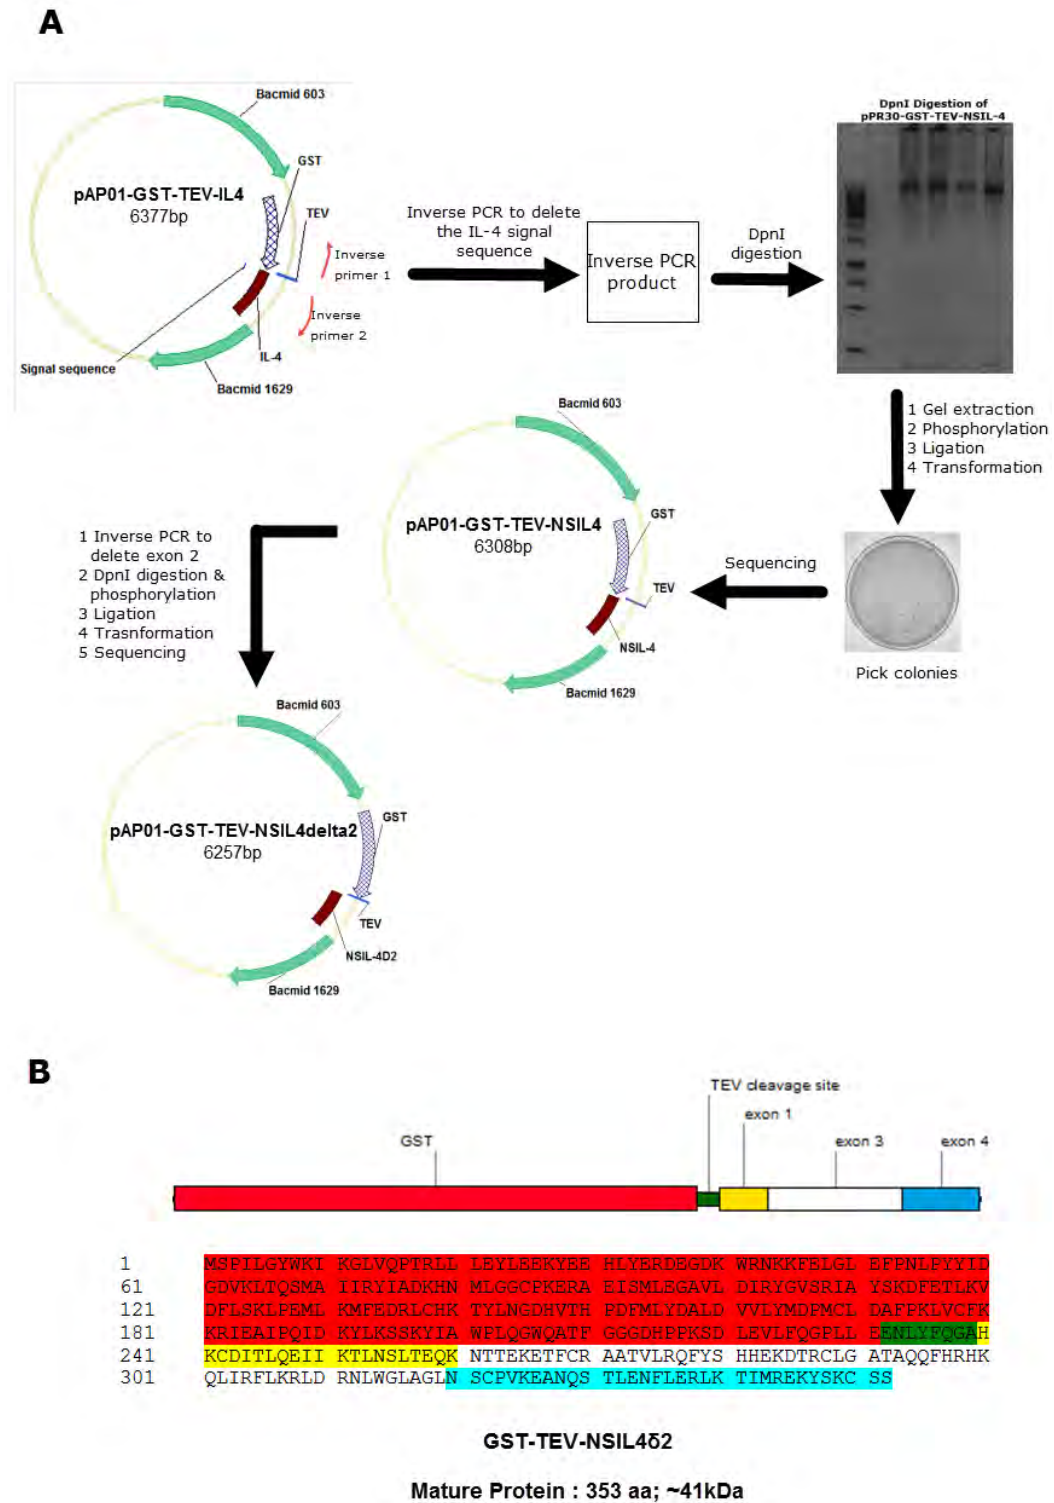 A
Bacmid 603
GST
pAP01-GST-TEV-IL4
6377bp
TEV
Inverse
primer 1
Inverse
primer 2
IL-4
Signal sequence
Bacmid 1629
Inverse PCR to delete
the IL-4 signal
sequence
Inverse PCR
product
DpnI
digestion
DpnI Digestion of
pPR30-GST-TEV-NSIL-4
1 Gel extraction
2 Phosphorylation
3 Ligation
4 Transformation
Pick colonies
Sequencing
Bacmid 603
pAP01-GST-TEV-NSIL4
6308bp
GST
TEV
NSIL-4
Bacmid 1629
1 Inverse PCR to
delete exon 2
2 DpnI digestion &
phosphorylation
3 Ligation
4 Trasnformation
5 Sequencing
Bacmid 603
GST
pAP01-GST-TEV-NSIL4delta2
6257bp
TEV
NSIL-4D2
Bacmid 1629
B
TEV cleavage site
exon 1
GST
exon 3
exon 4
1 MSPILGYWKI KGLVQPTRLL LEYLEEKYEE HLYERDEGDK WRNKKFELGL EFPNLPYYID
61 GDVKLTQSMA IIRYIADKHN MLGGCPKERA EISMLEGAVL DIRYGVSRIA YSKDFETLKV
121 DFLSKLPEML KMFEDRLCHK TYLNGDHVTH PDFMLYDALD VVLYMDPMCL DAFPKLVCFK
181 KRIEAIPQID KYLKSSKYIA WPLQGWQATF GGGDHPPKSD LEVLFQGPLL EENLYFQGAH
241 KCDITLQEII KTLNSLTEQK NTTEKETFCR AATVLRQFYS HHEKDTRCLG ATAQQFHRHK
301 QLIRFLKRLD RNLWGLAGLN SCPVKEANQS TLENFLERLK TIMREKYSKC SS
GST-TEV-NSIL4δ2
Mature Protein : 353 aa; ~41kDa